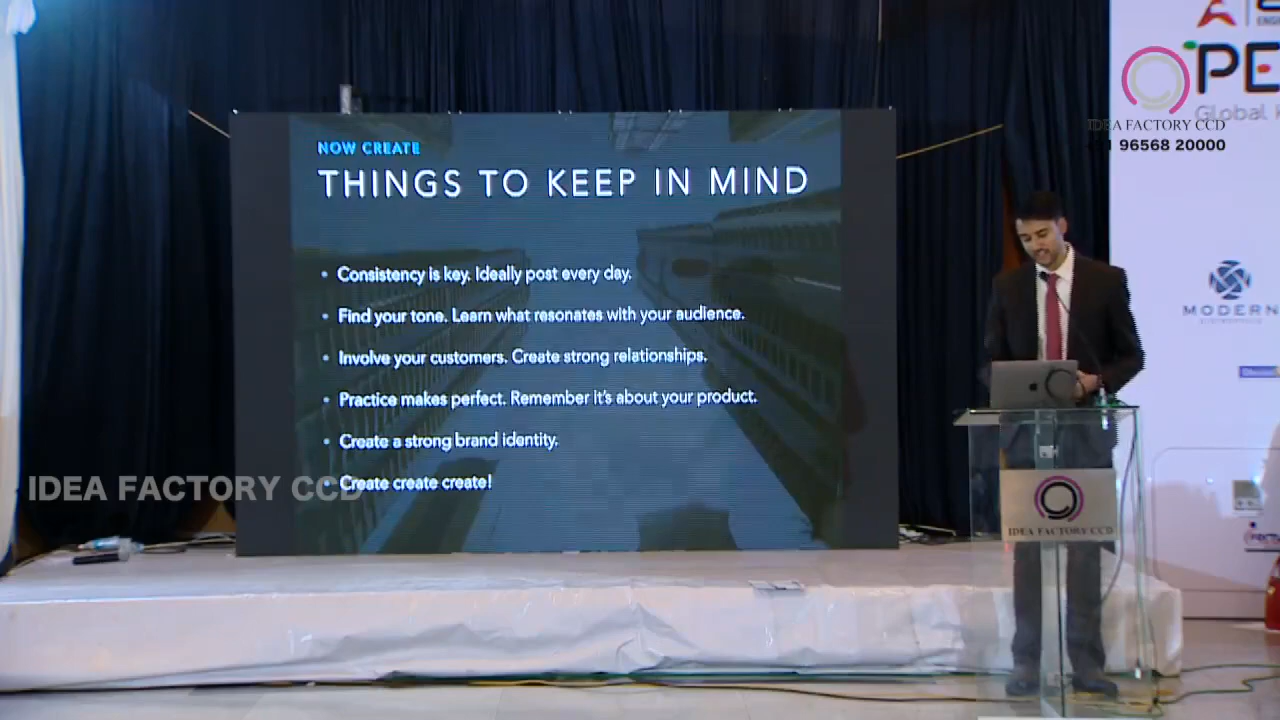 NOW CREATE
THINGS TO KEEP IN MIND
• Consistency is key. Ideally post every day.
• Find your tone. Learn what resonates with your audience.
• Involve your customers. Create strong relationships.
• Practice makes perfect. Remember it's about your product.
• Create a strong brand identity.
• Create create create!
IDEA FACTORY CCD
PE
Global
IDEA FACTORY CCD
96568 20000
MODERN
IDEA FACTORY CCD